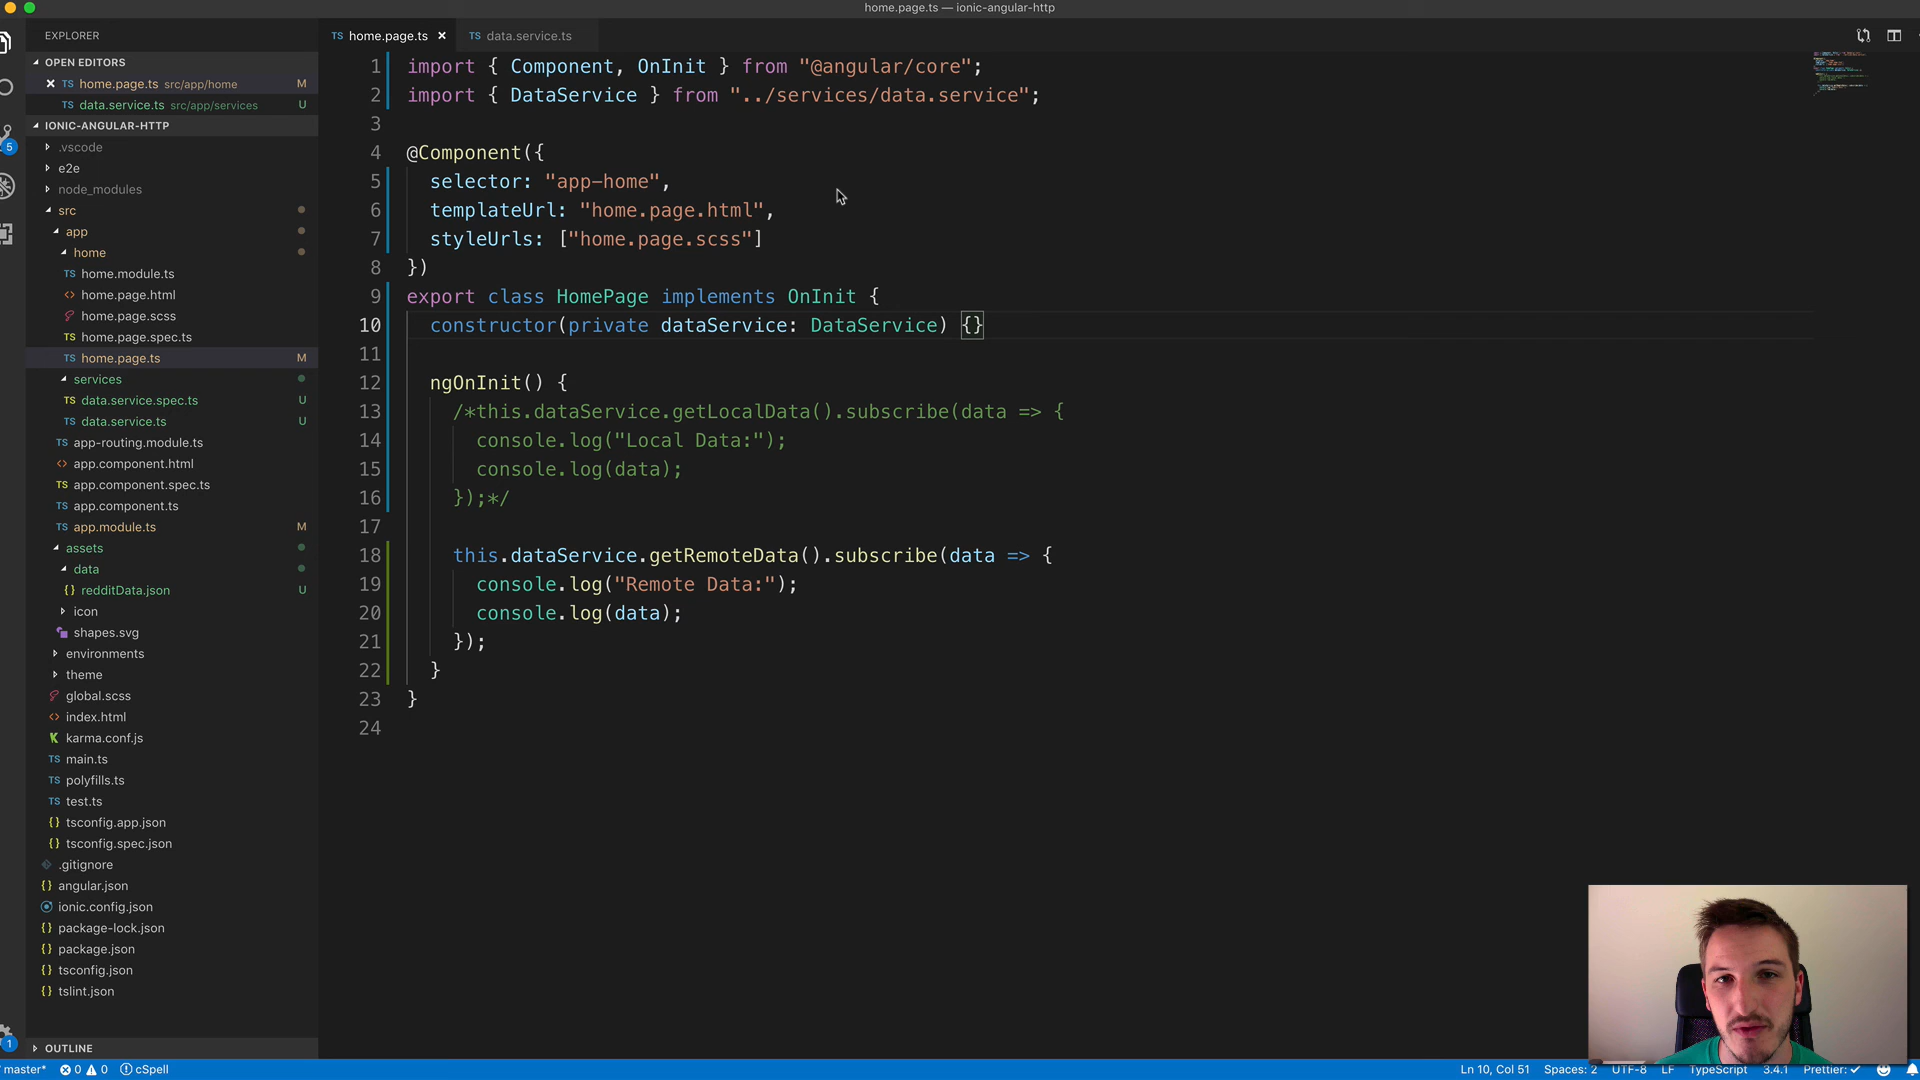 home.page.ts — ionic-angular-http
EXPLORER
OPEN EDITORS
home.page.ts src/app/home M
data.service.ts src/app/services U
IONIC-ANGULAR-HTTP
.vscode
e2e
node_modules
src
app
home
home.module.ts
home.page.html
home.page.scss
home.page.spec.ts
home.page.ts M
services
data.service.spec.ts U
data.service.ts U
app-routing.module.ts
app.component.html
app.component.spec.ts
app.component.ts
app.module.ts M
assets
data
redditData.json U
icon
shapes.svg
environments
theme
global.scss
index.html
karma.conf.js
main.ts
polyfills.ts
test.ts
tsconfig.app.json
tsconfig.spec.json
.gitignore
angular.json
ionic.config.json
package-lock.json
package.json
tsconfig.json
tslint.json
OUTLINE
5
1
TS home.page.ts
TS data.service.ts
1 import { Component, OnInit } from "@angular/core";
2 import { DataService } from "../services/data.service";
3
4 @Component({
5 selector: "app-home",
6 templateUrl: "home.page.html",
7 styleUrls: ["home.page.scss"]
8 })
9 export class HomePage implements OnInit {
10 constructor(private dataService: DataService) {}
11
12 ngOnInit() {
13 /*this.dataService.getLocalData().subscribe(data => {
14 console.log("Local Data:");
15 console.log(data);
16 });*/
17
18 this.dataService.getRemoteData().subscribe(data => {
19 console.log("Remote Data:");
20 console.log(data);
21 });
22 }
23 }
24
master* 0 0 cSpell
Ln 10, Col 51 Spaces: 2 UTF-8 LF TypeScript 3.4.1 Prettier: ✓